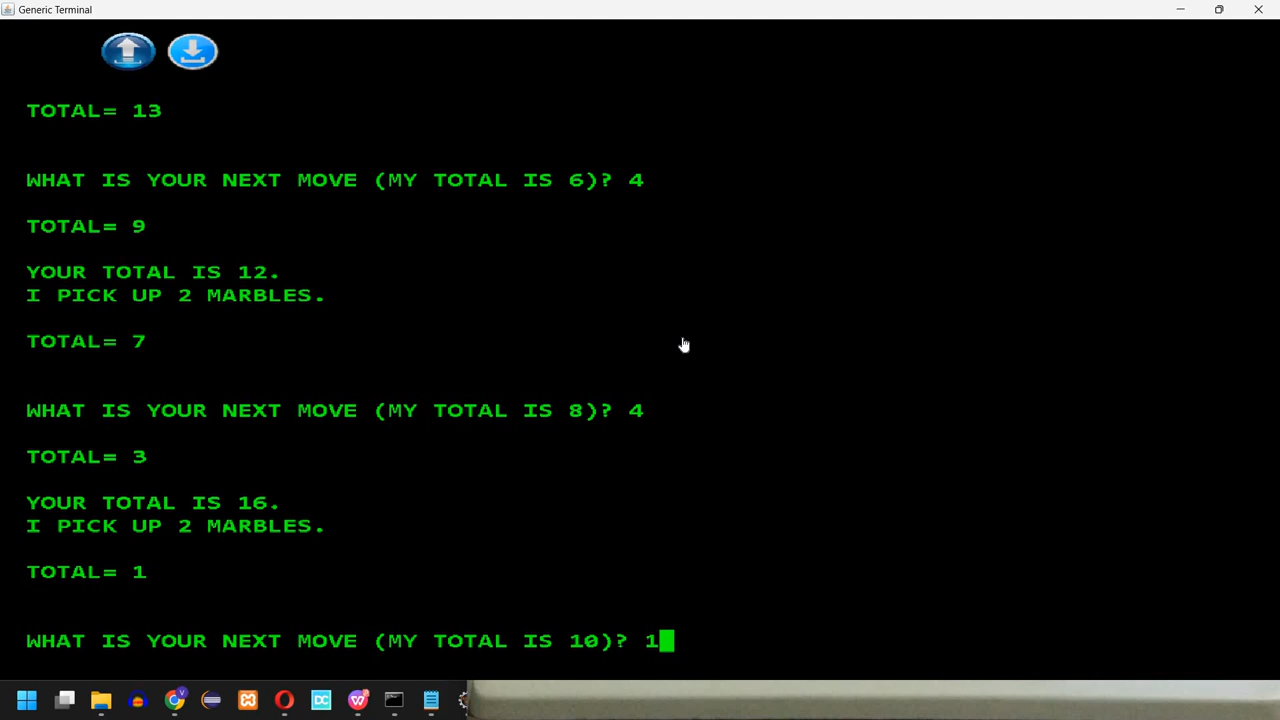 Generic Terminal
TOTAL= 13
WHAT IS YOUR NEXT MOVE (MY TOTAL IS 6)? 4
TOTAL= 9
YOUR TOTAL IS 12.
I PICK UP 2 MARBLES.
TOTAL= 7
WHAT IS YOUR NEXT MOVE (MY TOTAL IS 8)? 4
TOTAL= 3
YOUR TOTAL IS 16.
I PICK UP 2 MARBLES.
TOTAL= 1
WHAT IS YOUR NEXT MOVE (MY TOTAL IS 10)? 1
V
DC